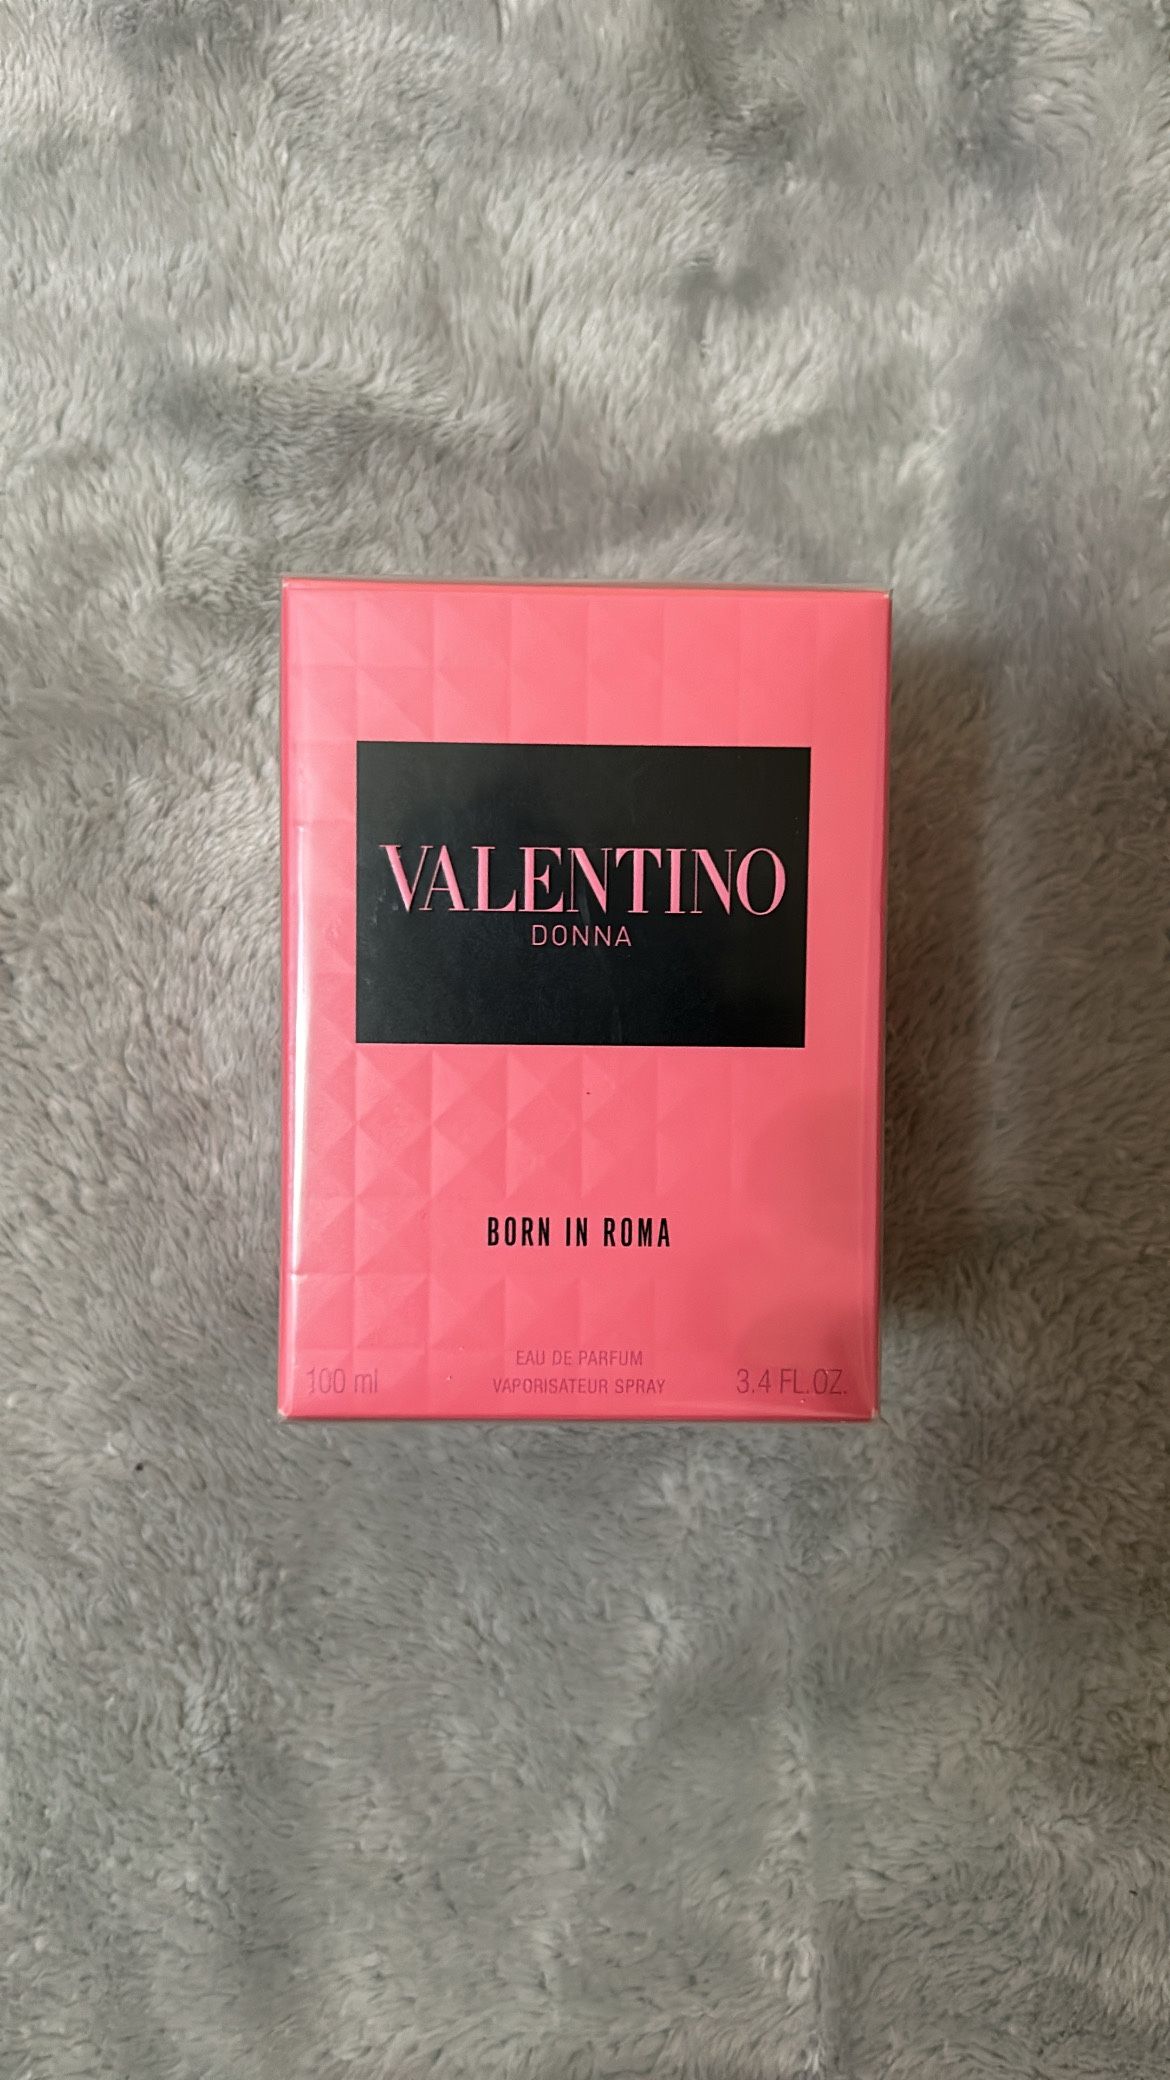 VALENTINO
DONNA
BORN IN ROMA
EAU DE PARFUM
100 ml VAPORISATEUR SPRAY 3.4 FL.OZ.